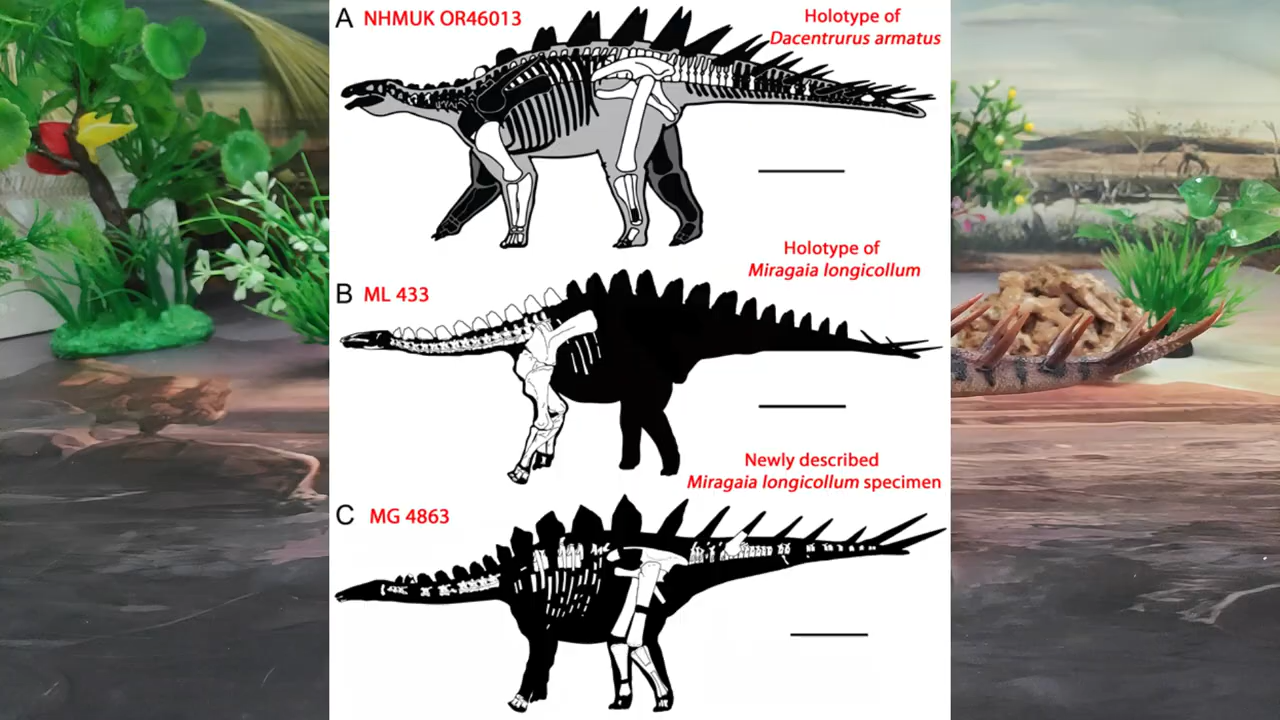 A NHMUK OR46013
Holotype of
Dacentrurus armatus
Holotype of
Miragaia longicollum
B ML 433
Newly described
Miragaia longicollum specimen
C MG 4863